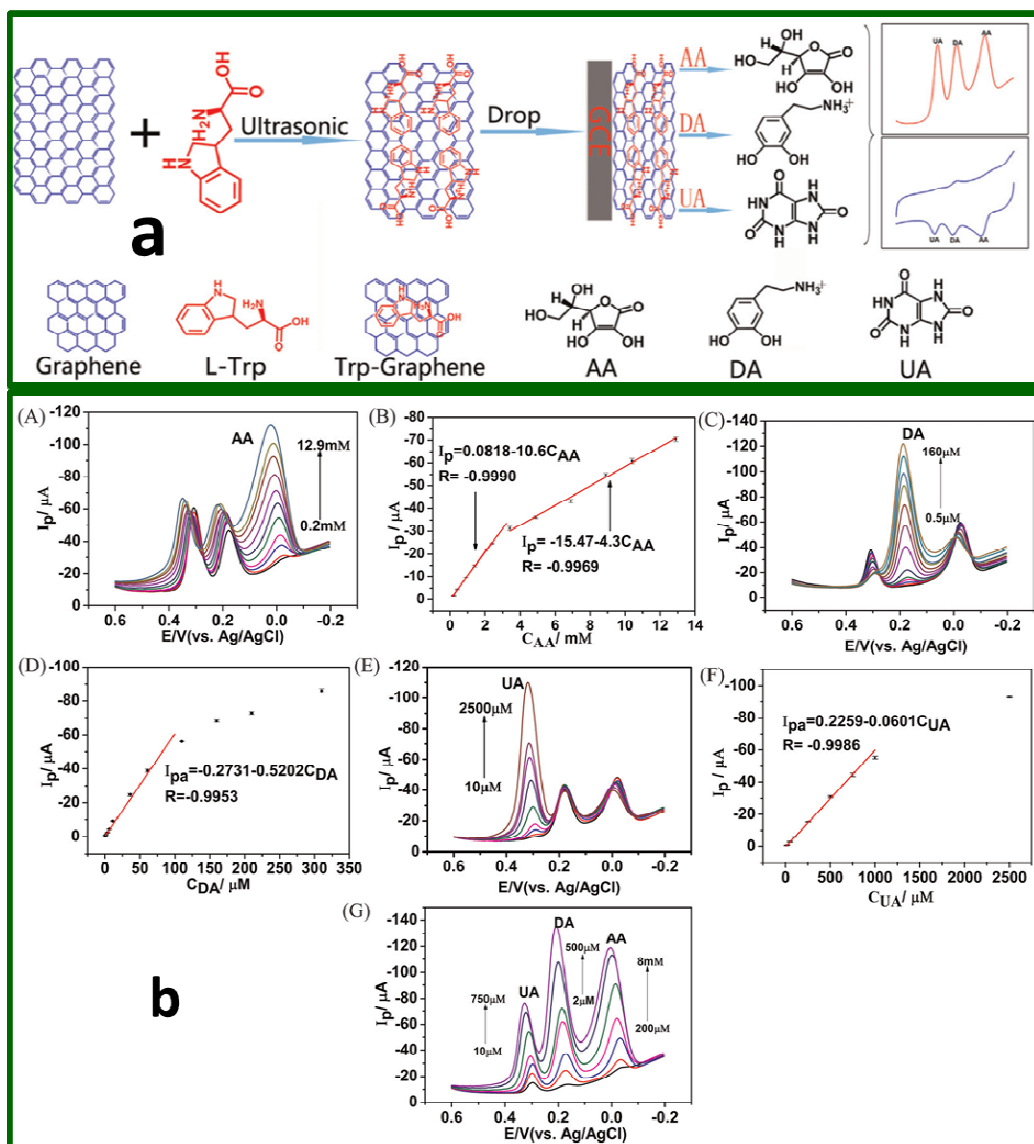 AA
DA
UA
Ultrasonic
Drop
GCE
UA DA AA
UA DA AA
a
Graphene
L-Trp
Trp-Graphene
AA
DA
UA
(A)
AA
12.9mM
0.2mM
Ip/ μA
-120
-100
-80
-60
-40
-20
0
0.6 0.4 0.2 0.0 -0.2
E/V(vs. Ag/AgCl)
(B)
Ip=0.0818-10.6CAA
R= -0.9990
Ip= -15.47-4.3CAA
R= -0.9969
Ip/ μA
-80
-70
-60
-50
-40
-30
-20
-10
0
0 2 4 6 8 10 12 14
CAA/ mM
(C)
DA
160μM
0.5μM
Ip/ μA
-140
-120
-100
-80
-60
-40
-20
0
0.6 0.4 0.2 0.0 -0.2
E/V(vs. Ag/AgCl)
(D)
Ipa=-0.2731-0.5202CDA
R=-0.9953
Ip/ μA
-100
-80
-60
-40
-20
0
0 50 100 150 200 250 300 350
CDA/ μM
(E)
UA
2500μM
10μM
Ip/ μA
-120
-100
-80
-60
-40
-20
0
0.6 0.4 0.2 0.0 -0.2
E/V(vs. Ag/AgCl)
(F)
Ipa=0.2259-0.0601CUA
R= -0.9986
Ip/ μA
-100
-80
-60
-40
-20
0
0 500 1000 1500 2000 2500
CUA/ μM
b
(G)
UA
DA
AA
750μM
10μM
500μM
2μM
8mM
200μM
Ip/ μA
-140
-120
-100
-80
-60
-40
-20
0
0.6 0.4 0.2 0.0 -0.2
E/V(vs. Ag/AgCl)